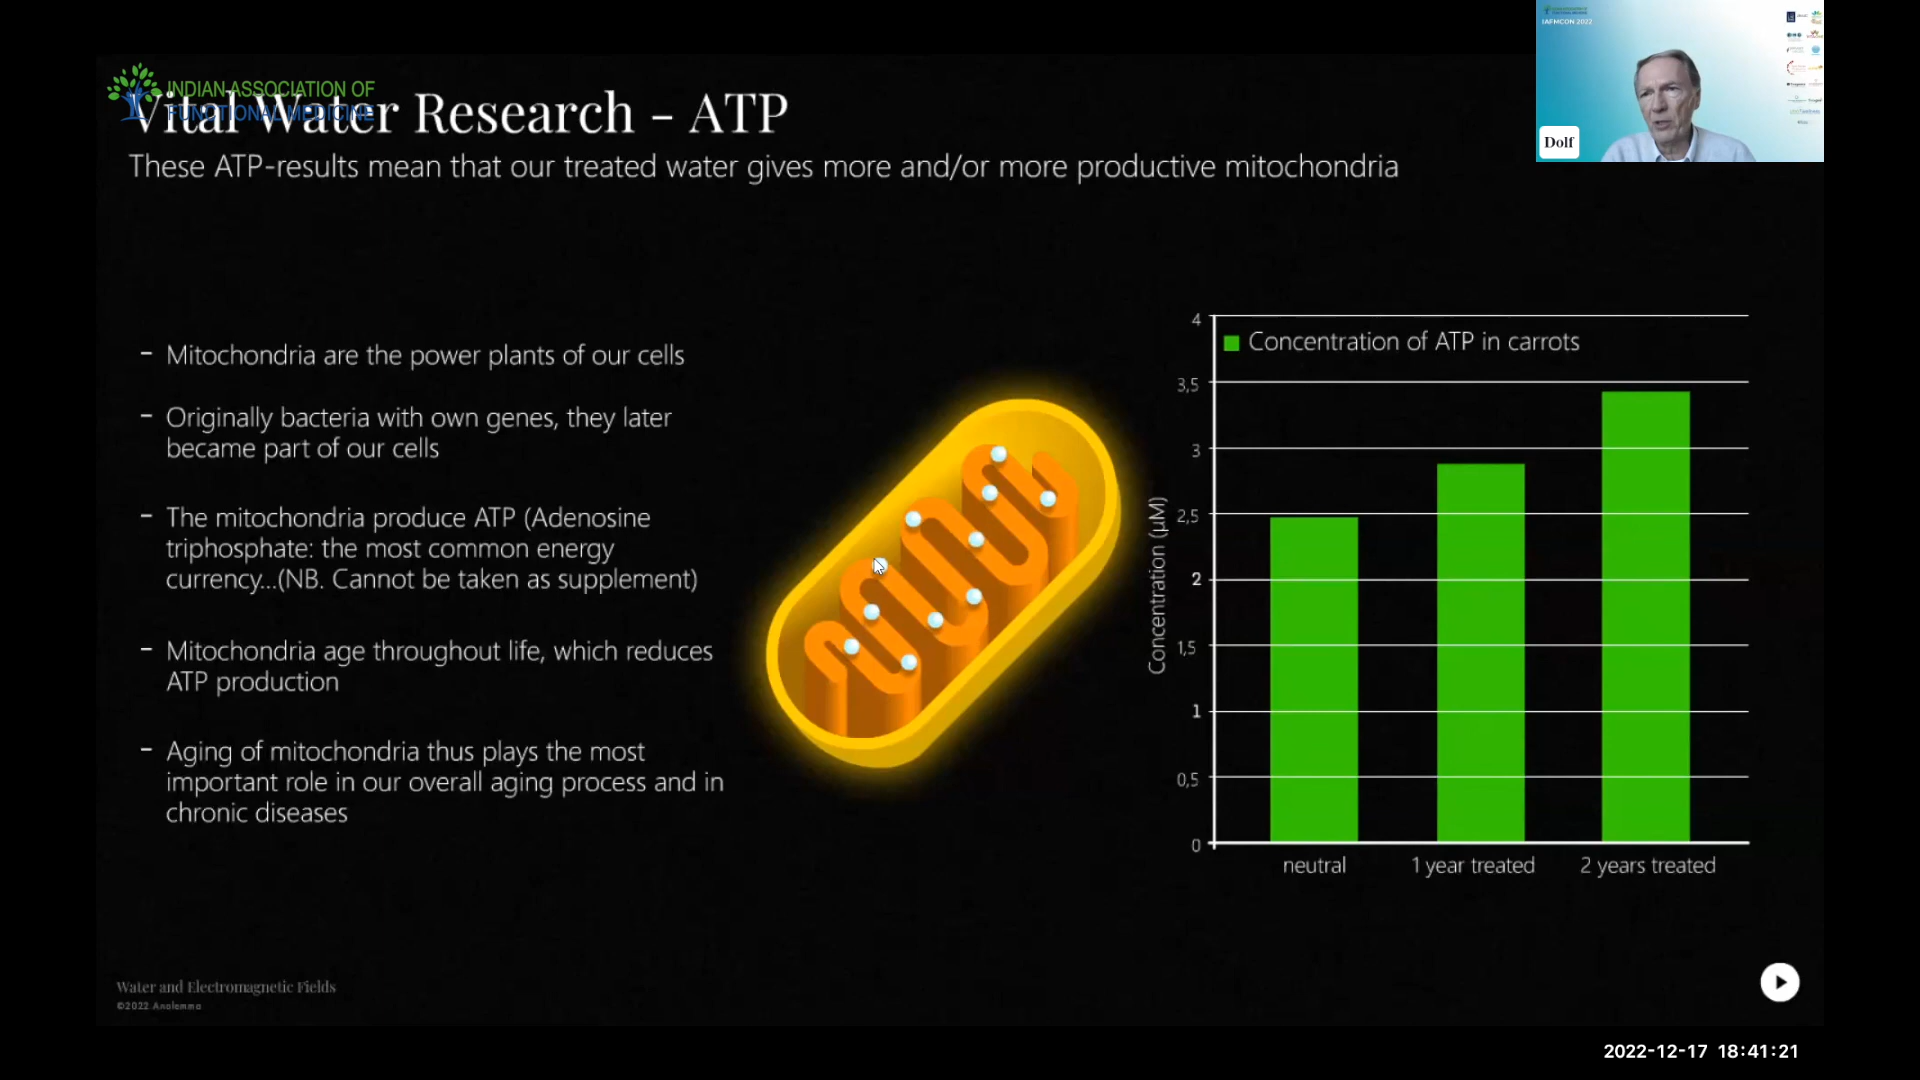 INDIAN ASSOCIATION OF
FUNCTIONAL MEDICINE
Vital Water Research – ATP
These ATP-results mean that our treated water gives more and/or more productive mitochondria
IAFMCON 2022
Dolf
– Mitochondria are the power plants of our cells
– Originally bacteria with own genes, they later
became part of our cells
– The mitochondria produce ATP (Adenosine
triphosphate: the most common energy
currency...(NB. Cannot be taken as supplement)
– Mitochondria age throughout life, which reduces
ATP production
– Aging of mitochondria thus plays the most
important role in our overall aging process and in
chronic diseases
Concentration of ATP in carrots
Concentration (µM)
4
3,5
3
2,5
2
1,5
1
0,5
0
neutral
1 year treated
2 years treated
Water and Electromagnetic Fields
©2022 Analemma
2022-12-17 18:41:21